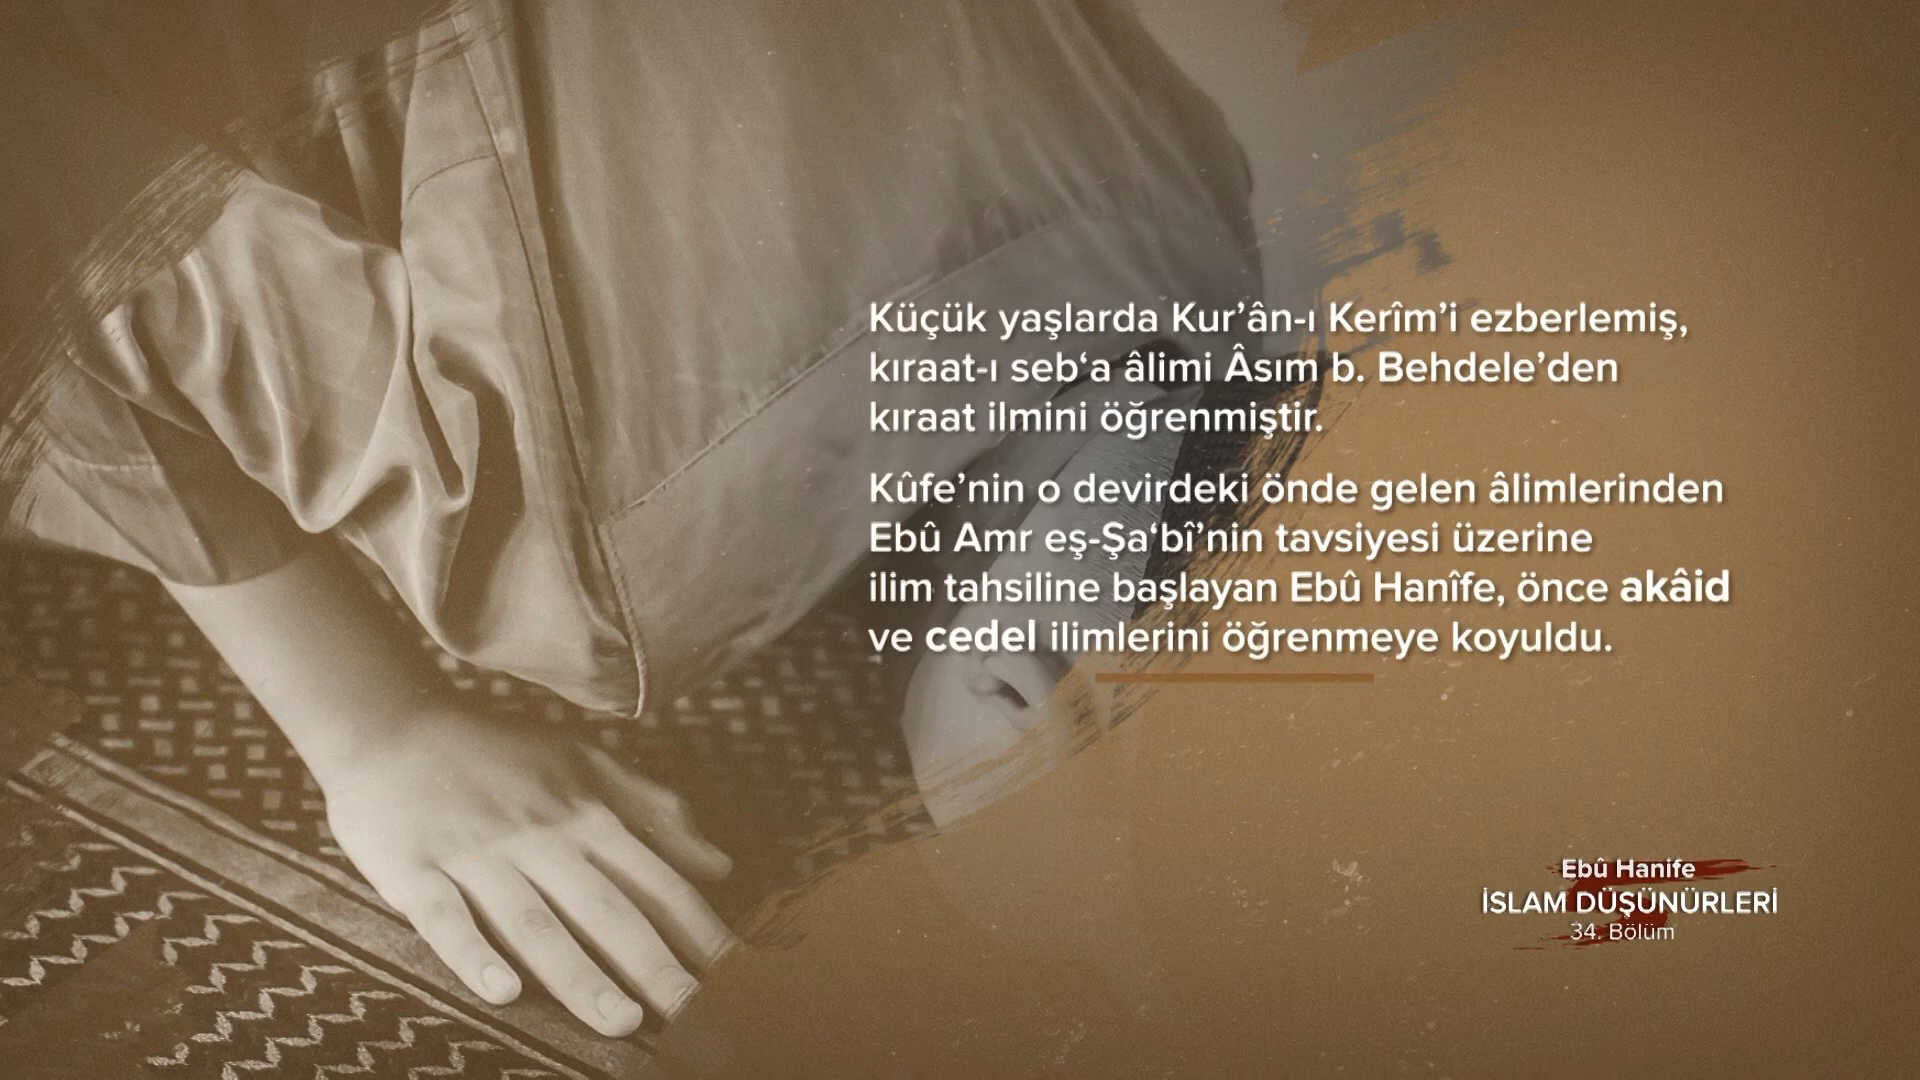 Küçük yaşlarda Kur’ân-ı Kerîm’i ezberlemiş,
kıraat-ı seb‘a âlimi Âsım b. Behdele’den
kıraat ilmini öğrenmiştir.
Kûfe’nin o devirdeki önde gelen âlimlerinden
Ebû Amr eş-Şa‘bî’nin tavsiyesi üzerine
ilim tahsiline başlayan Ebû Hanîfe, önce akâid
ve cedel ilimlerini öğrenmeye koyuldu.
Ebû Hanife
İSLAM DÜŞÜNÜRLERİ
34. Bölüm